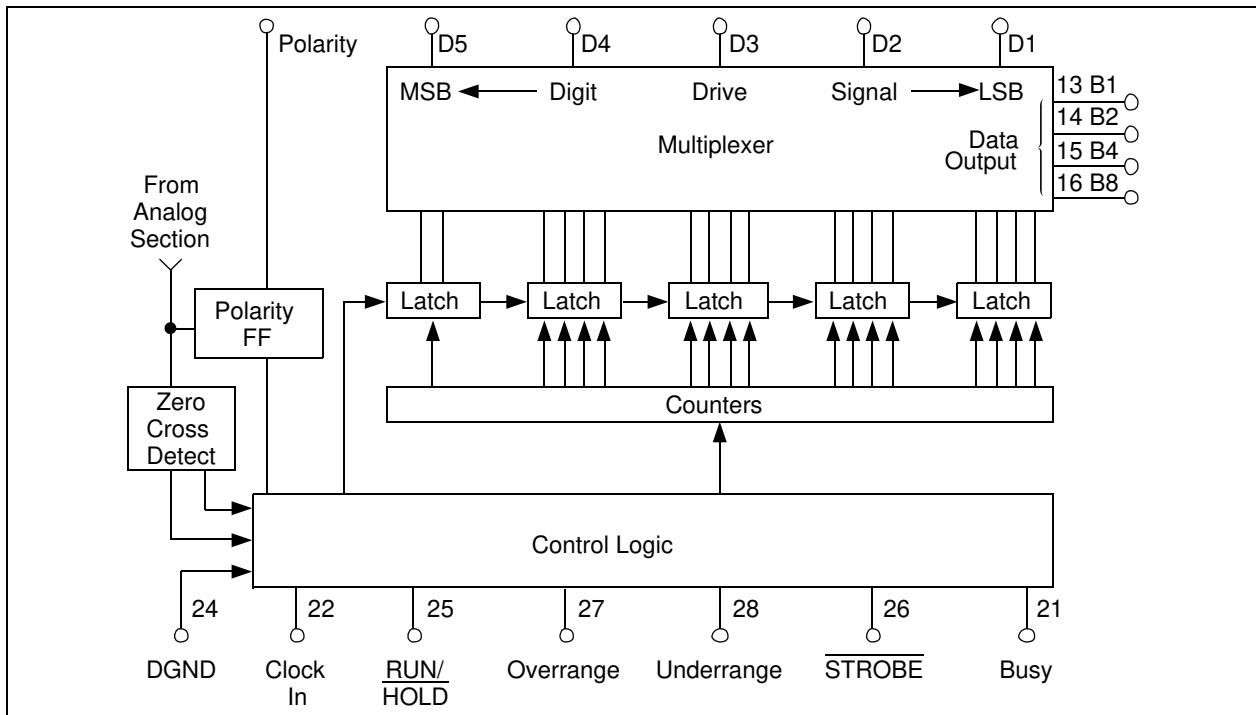 Polarity
D5
D4
D3
D2
D1
MSB
Digit
Drive
Signal
LSB
Multiplexer
Data
Output
13 B1
14 B2
15 B4
16 B8
From
Analog
Section
Polarity
FF
Latch
Latch
Latch
Latch
Latch
Zero
Cross
Detect
Counters
Control Logic
24
22
25
27
28
26
21
DGND
Clock
In
RUN/
HOLD
Overrange
Underrange
STROBE
Busy